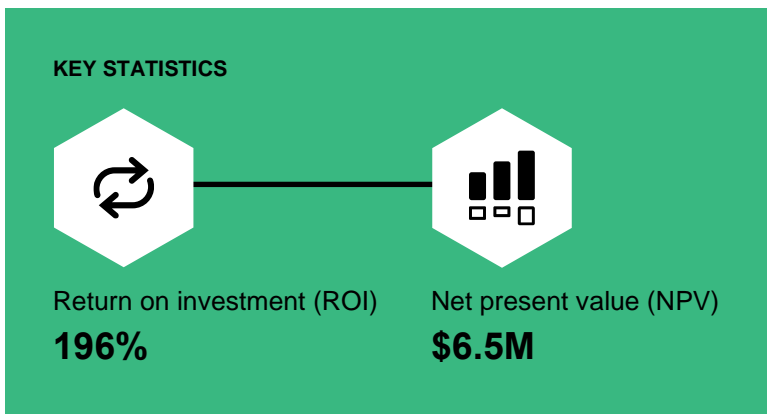 KEY STATISTICS
Return on investment (ROI)
196%
Net present value (NPV)
$6.5M